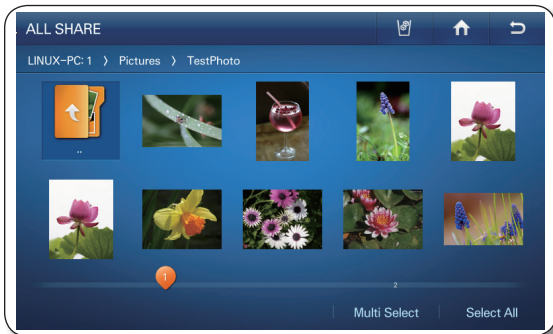 ALL SHARE
LINUX-PC: 1 > Pictures > TestPhoto
..
1
2
Multi Select
Select All